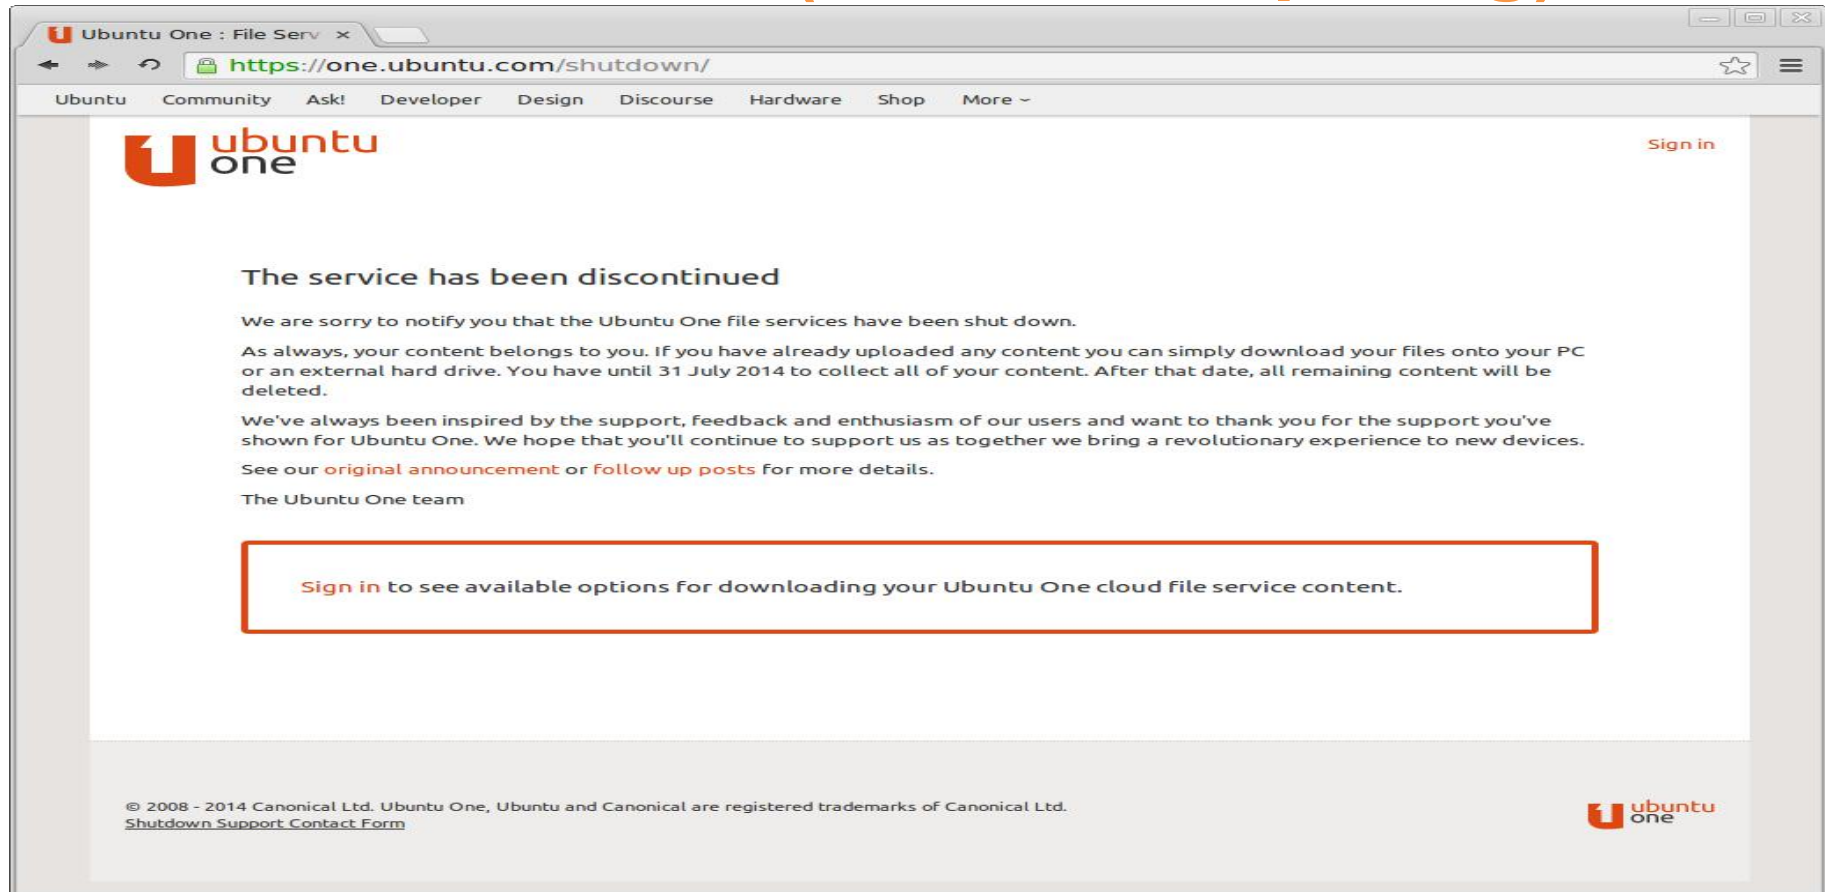 Ubuntu One : File Serv
https://one.ubuntu.com/shutdown/
Ubuntu Community Ask! Developer Design Discourse Hardware Shop More
ubuntu
one
Sign in
The service has been discontinued
We are sorry to notify you that the Ubuntu One file services have been shut down.
As always, your content belongs to you. If you have already uploaded any content you can simply download your files onto your PC
or an external hard drive. You have until 31 July 2014 to collect all of your content. After that date, all remaining content will be
deleted.
We've always been inspired by the support, feedback and enthusiasm of our users and want to thank you for the support you've
shown for Ubuntu One. We hope that you'll continue to support us as together we bring a revolutionary experience to new devices.
See our original announcement or follow up posts for more details.
The Ubuntu One team
Sign in to see available options for downloading your Ubuntu One cloud file service content.
© 2008 - 2014 Canonical Ltd. Ubuntu One, Ubuntu and Canonical are registered trademarks of Canonical Ltd.
Shutdown Support Contact Form
ubuntu
one